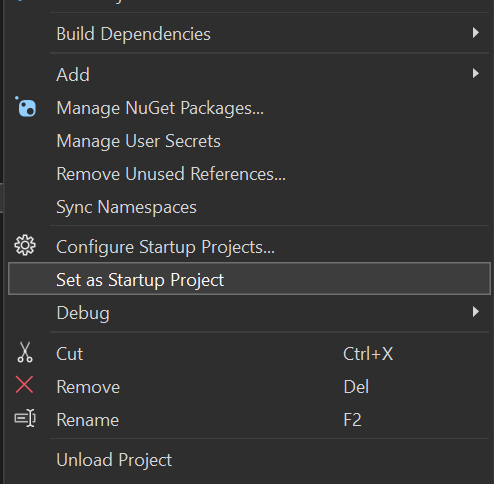 Build Dependencies
Add
Manage NuGet Packages...
Manage User Secrets
Remove Unused References...
Sync Namespaces
Configure Startup Projects...
Set as Startup Project
Debug
Cut Ctrl+X
Remove Del
Rename F2
Unload Project